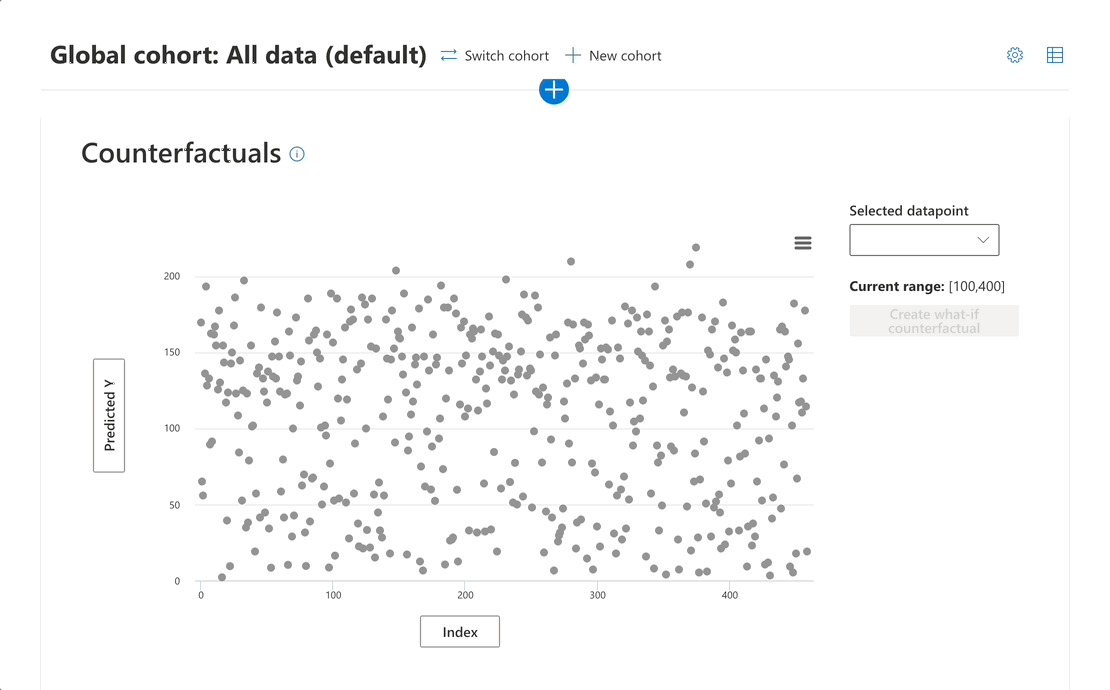 Global cohort: All data (default) Switch cohort New cohort
Counterfactuals
Selected datapoint
Current range: [100,400]
Create what-if
counterfactual
200
150
100
50
0
Predicted Y
0 100 200 300 400
Index